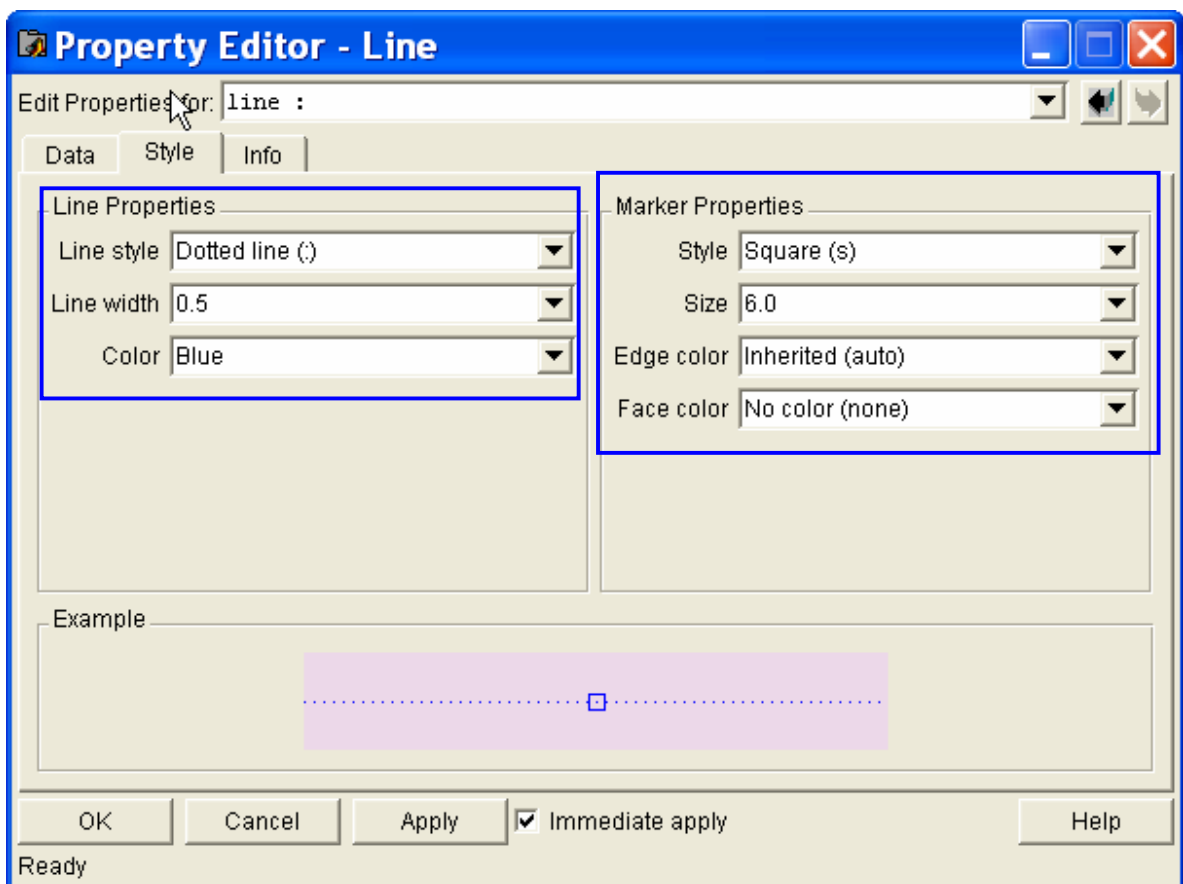 Property Editor - Line
Edit Properties for: line :
Data Style Info
Line Properties
Line style Dotted line (:)
Line width 0.5
Color Blue
Marker Properties
Style Square (s)
Size 6.0
Edge color Inherited (auto)
Face color No color (none)
Example
OK Cancel Apply Immediate apply Help
Ready